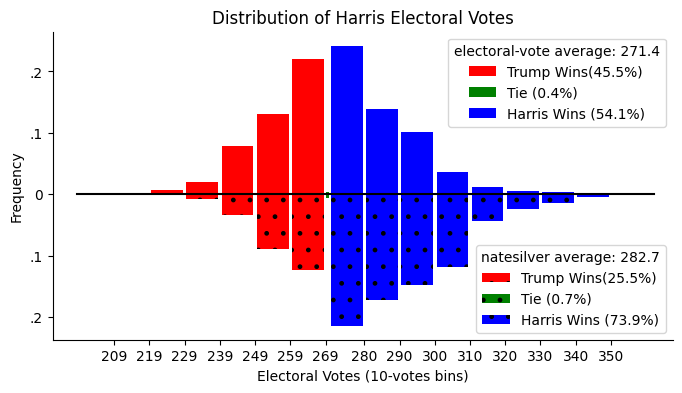 Distribution of Harris Electoral Votes
electoral-vote average: 271.4
Trump Wins(45.5%)
Tie (0.4%)
Harris Wins (54.1%)
.2
.1
0
.1
.2
Frequency
natesilver average: 282.7
Trump Wins(25.5%)
Tie (0.7%)
Harris Wins (73.9%)
209 219 229 239 249 259 269 280 290 300 310 320 330 340 350
Electoral Votes (10-votes bins)